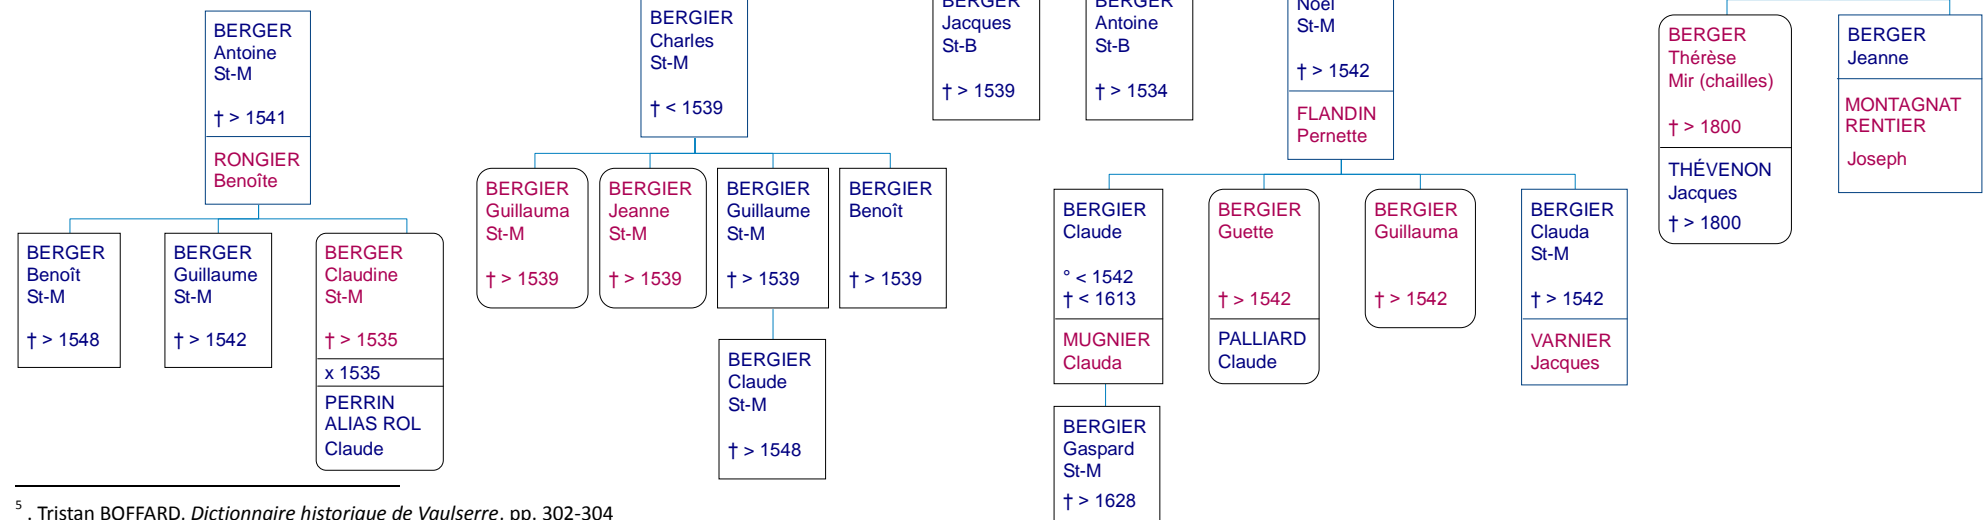 BERGER
Antoine
St-M
† > 1541
RONGIER
Benoîte
BERGER
Benoît
St-M
† > 1548
BERGER
Guillaume
St-M
† > 1542
BERGER
Claudine
St-M
† > 1535
x 1535
PERRIN
ALIAS ROL
Claude
BERGIER
Charles
St-M
† < 1539
BERGIER
Guillauma
St-M
† > 1539
BERGIER
Jeanne
St-M
† > 1539
BERGIER
Guillaume
St-M
† > 1539
BERGIER
Benoît
† > 1539
BERGIER
Claude
St-M
† > 1548
BERGER
Jacques
St-B
† > 1539
BERGER
Antoine
St-B
† > 1534
Noël
St-M
† > 1542
FLANDIN
Pernette
BERGIER
Claude
° < 1542
† < 1613
MUGNIER
Clauda
BERGIER
Guette
† > 1542
PALLIARD
Claude
BERGIER
Guillauma
† > 1542
BERGIER
Clauda
St-M
† > 1542
VARNIER
Jacques
BERGIER
Gaspard
St-M
† > 1628
BERGER
Thérèse
Mir (chailles)
† > 1800
THÉVENON
Jacques
† > 1800
BERGER
Jeanne
MONTAGNAT
RENTIER
Joseph
5 . Tristan BOFFARD, Dictionnaire historique de Vaulserre, pp. 302-304